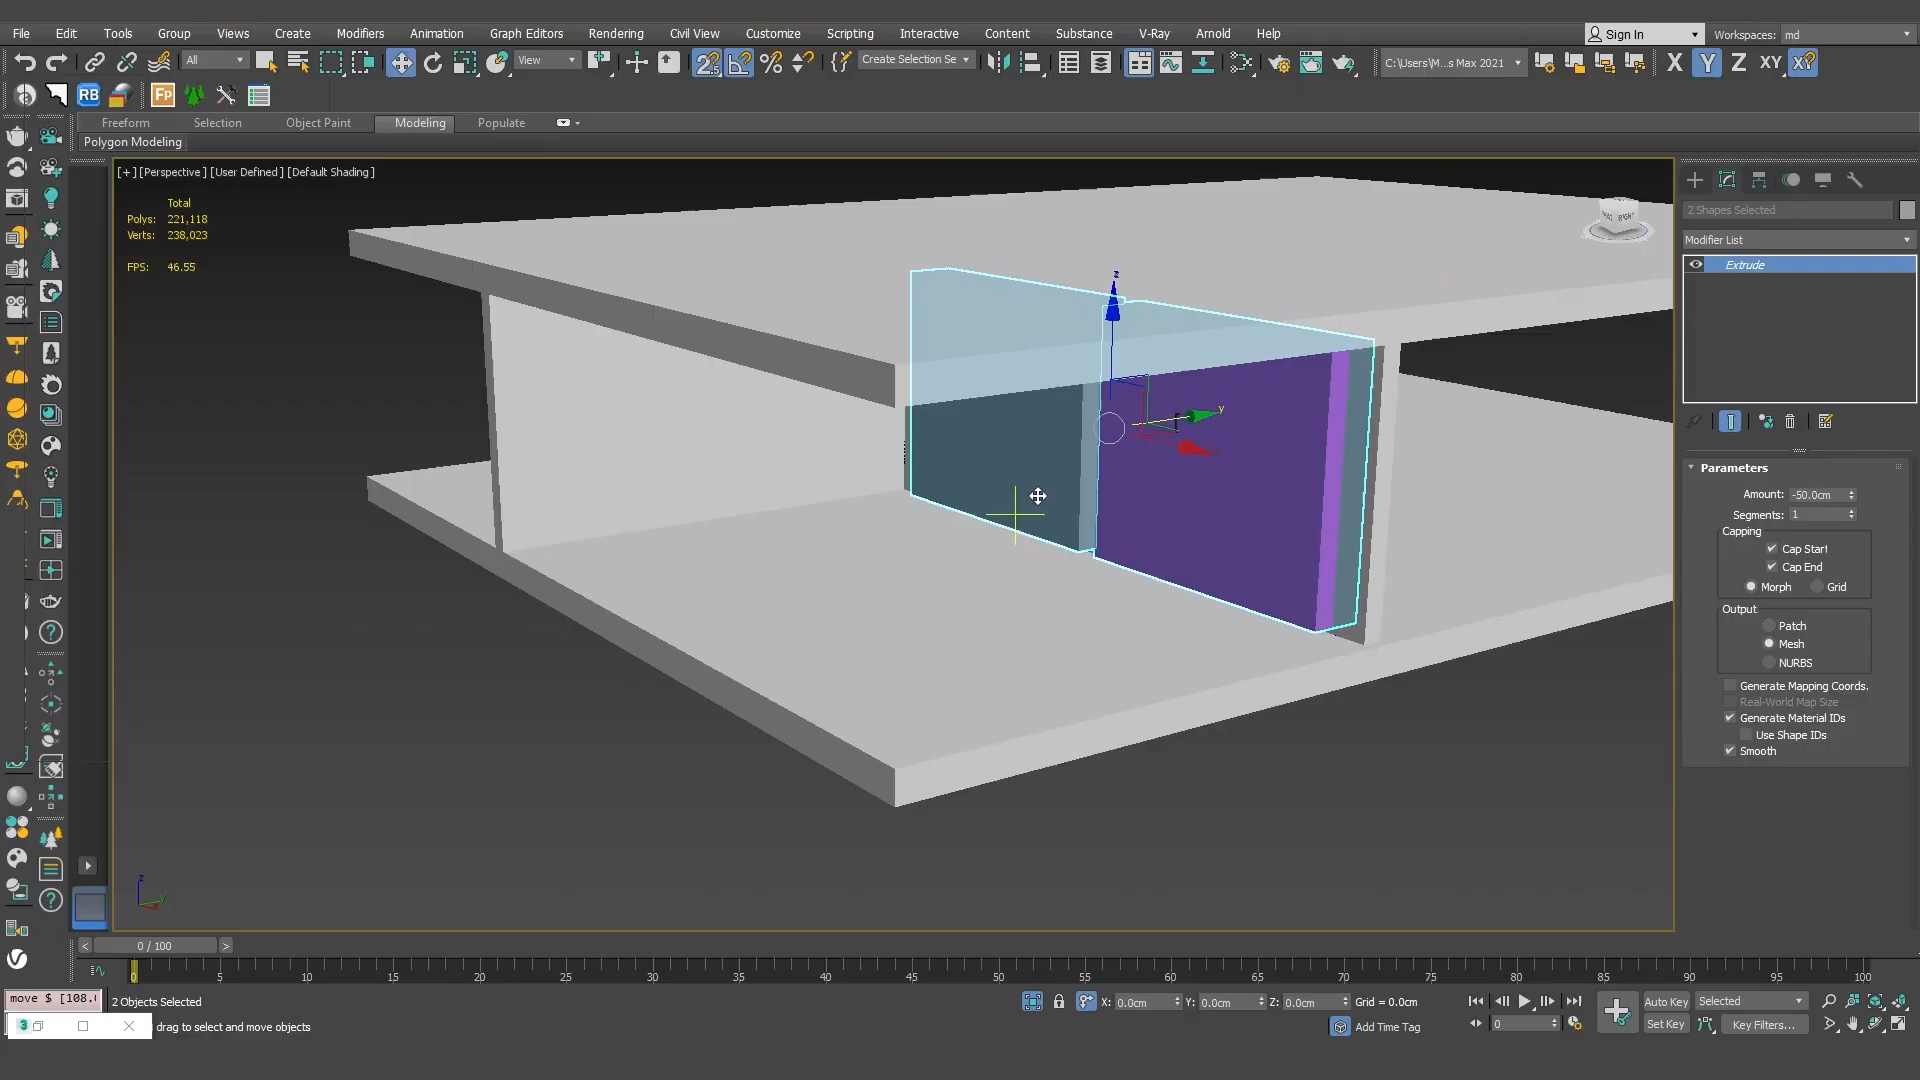 File Edit Tools Group Views Create Modifiers Animation Graph Editors Rendering Civil View Customize Scripting Interactive Content Substance V-Ray Arnold Help Sign In Workspaces: md
All View Create Selection Se C:\Users\M...s Max 2021 X Y Z XY
RB Fp
Freeform Selection Object Paint Modeling Populate
Polygon Modeling
[+] [Perspective ] [User Defined ] [Default Shading ]
Total
Polys: 221,118
Verts: 238,023
FPS: 46.55
RIGHT
z
y
2 Shapes Selected
Modifier List
Extrude
Parameters
Amount: -50.0cm
Segments: 1
Capping
Cap Start
Cap End
Morph Grid
Output
Patch
Mesh
NURBS
Generate Mapping Coords.
Real-World Map Size
Generate Material IDs
Use Shape IDs
Smooth
z
y
< 0 / 100 >
0 5 10 15 20 25 30 35 40 45 50 55 60 65 70 75 80 85 90 95 100
move $ [108.
2 Objects Selected X: 0.0cm Y: 0.0cm Z: 0.0cm Grid = 0.0cm Auto Key Selected
3 drag to select and move objects Add Time Tag 0 Set Key Key Filters...